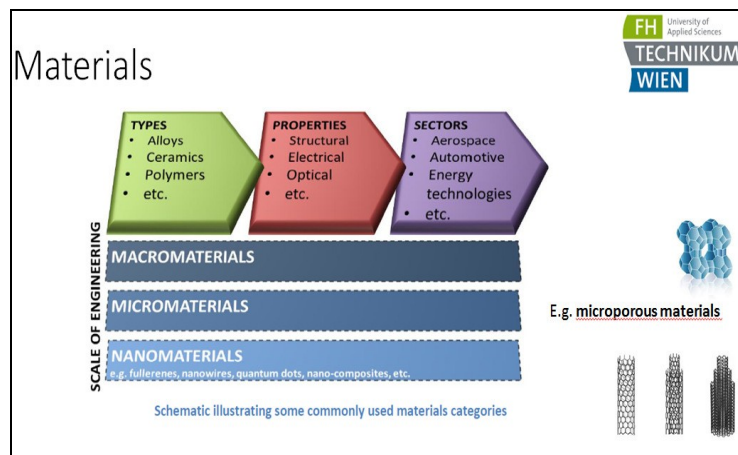 Materials
FH University of
Applied Sciences
TECHNIKUM
WIEN
TYPES
• Alloys
• Ceramics
• Polymers
• etc.
PROPERTIES
• Structural
• Electrical
• Optical
• etc.
SECTORS
• Aerospace
• Automotive
• Energy
technologies
• etc.
SCALE OF ENGINEERING
MACROMATERIALS
MICROMATERIALS
NANOMATERIALS
e.g. fullerenes, nanowires, quantum dots, nano-composites, etc.
E.g. microporous materials
Schematic illustrating some commonly used materials categories